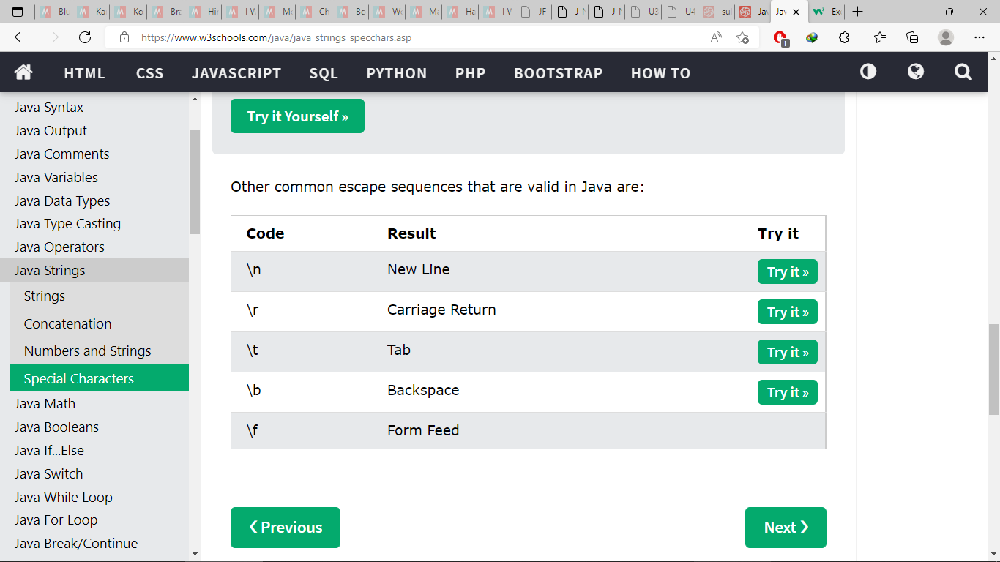 Blu
Ka
Ko
Bra
Hir
I W
Mo
Ch
Bo
We
Ma
Ha
I W
JF
J-N
J-N
U3
U4
su
Jav
Jav
Exe
https://www.w3schools.com/java/java_strings_specchars.asp
1
HTML CSS JAVASCRIPT SQL PYTHON PHP BOOTSTRAP HOW TO
Java Syntax
Java Output
Java Comments
Java Variables
Java Data Types
Java Type Casting
Java Operators
Java Strings
Strings
Concatenation
Numbers and Strings
Special Characters
Java Math
Java Booleans
Java If...Else
Java Switch
Java While Loop
Java For Loop
Java Break/Continue
Try it Yourself »
Other common escape sequences that are valid in Java are:
Code Result Try it
\n New Line Try it »
\r Carriage Return Try it »
\t Tab Try it »
\b Backspace Try it »
\f Form Feed
❮ Previous
Next ❯